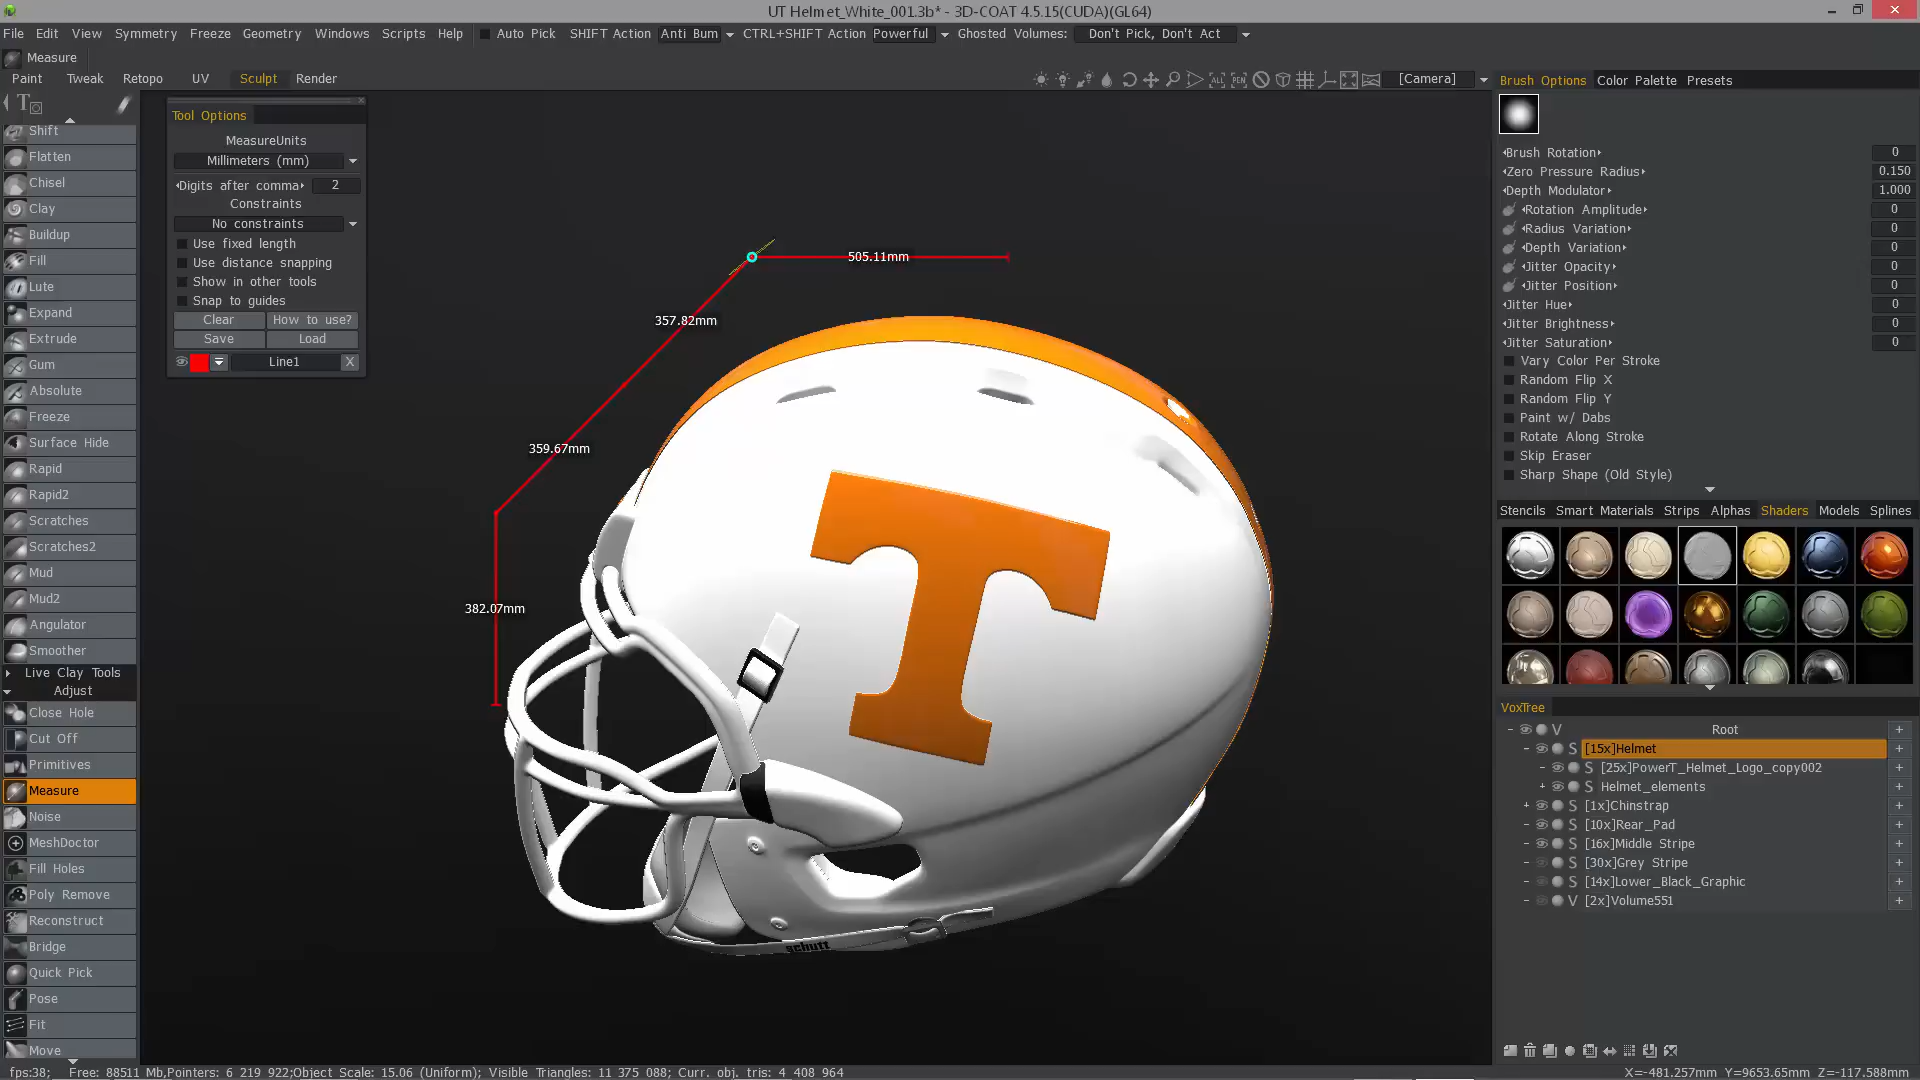 UT Helmet_White_001.3b* - 3D-COAT 4.5.15(CUDA)(GL64)
File Edit View Symmetry Freeze Geometry Windows Scripts Help Auto Pick SHIFT Action Anti Bum CTRL+SHIFT Action Powerful Ghosted Volumes: Don't Pick, Don't Act
Measure
Paint Tweak Retopo UV Sculpt Render [Camera]
Shift
Flatten
Chisel
Clay
Buildup
Fill
Lute
Expand
Extrude
Gum
Absolute
Freeze
Surface Hide
Rapid
Rapid2
Scratches
Scratches2
Mud
Mud2
Angulator
Smoother
Live Clay Tools
Adjust
Close Hole
Cut Off
Primitives
Measure
Noise
MeshDoctor
Fill Holes
Poly Remove
Reconstruct
Bridge
Quick Pick
Pose
Fit
Move
Tool Options
MeasureUnits
Millimeters (mm)
Digits after comma 2
Constraints
No constraints
Use fixed length
Use distance snapping
Show in other tools
Snap to guides
Clear How to use?
Save Load
Line1 X
505.11mm
357.82mm
359.67mm
382.07mm
T
schutt
Brush Options Color Palette Presets
Brush Rotation 0
Zero Pressure Radius 0.150
Depth Modulator 1.000
Rotation Amplitude 0
Radius Variation 0
Depth Variation 0
Jitter Opacity 0
Jitter Position 0
Jitter Hue 0
Jitter Brightness 0
Jitter Saturation 0
Vary Color Per Stroke
Random Flip X
Random Flip Y
Paint w/ Dabs
Rotate Along Stroke
Skip Eraser
Sharp Shape (Old Style)
Stencils Smart Materials Strips Alphas Shaders Models Splines
VoxTree
V Root +
S [15x]Helmet +
S [25x]PowerT_Helmet_Logo_copy002 +
S Helmet_elements +
S [1x]Chinstrap +
S [10x]Rear_Pad +
S [16x]Middle Stripe +
S [30x]Grey Stripe +
S [14x]Lower_Black_Graphic +
V [2x]Volume551 +
fps:38; Free: 88511 Mb,Pointers: 6 219 922;Object Scale: 15.06 (Uniform); Visible Triangles: 11 375 088; Curr. obj. tris: 4 408 964 X=-481.257mm Y=9653.65mm Z=-117.588mm